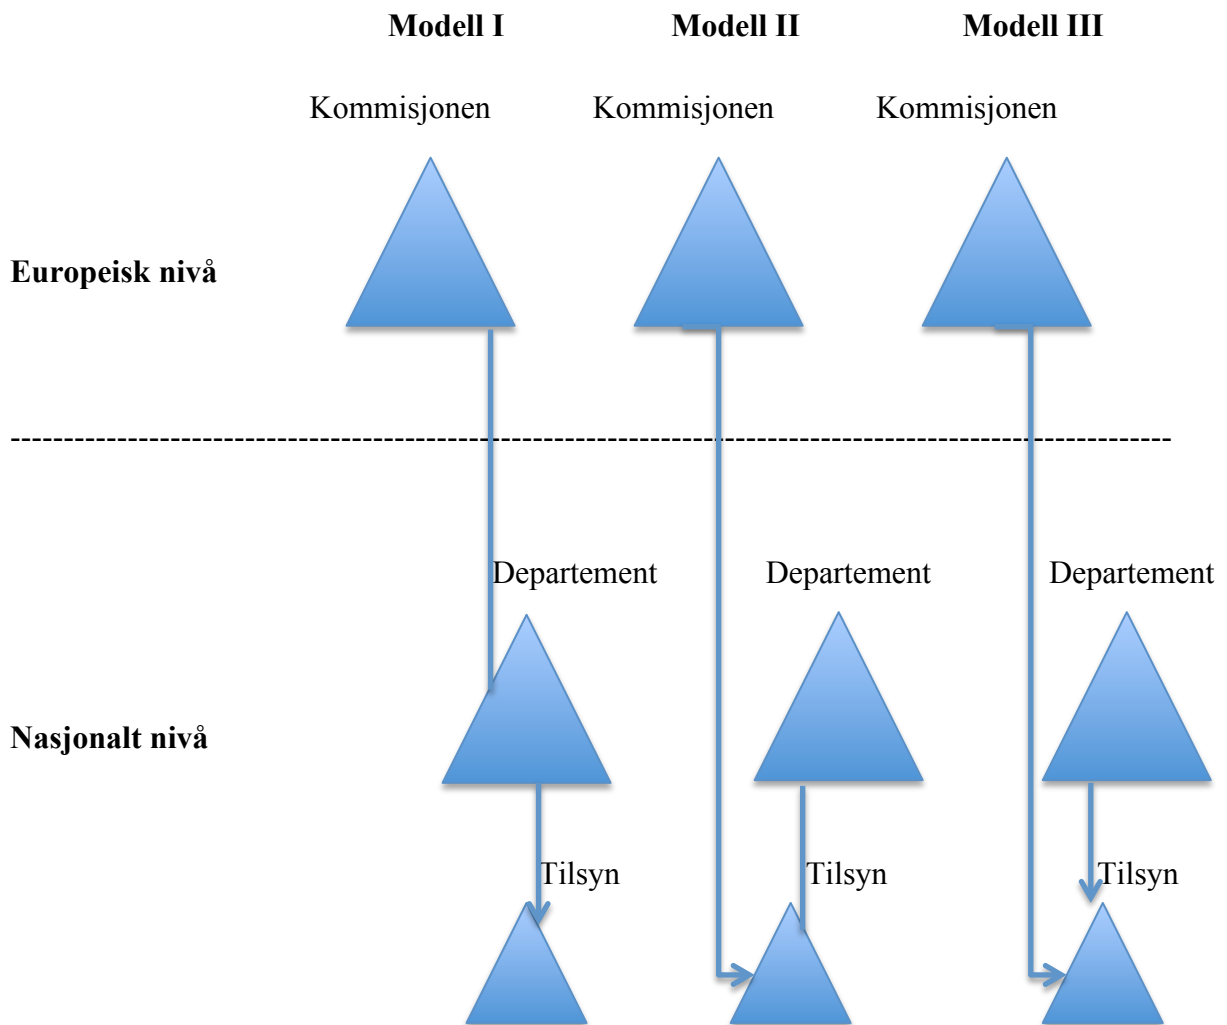 Modell I Modell II Modell III
Kommisjonen Kommisjonen Kommisjonen
Europeisk nivå
Departement Departement Departement
Nasjonalt nivå
Tilsyn Tilsyn Tilsyn